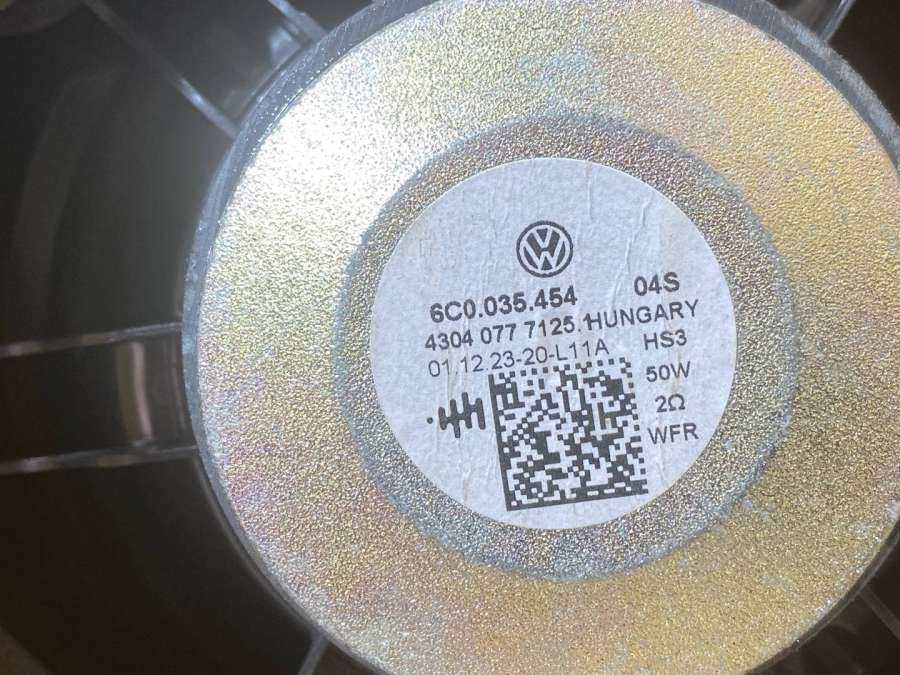 6C0.035.454 04S
4304 077 7125.1 HUNGARY
01.12.23-20-L11A HS3
50W
2Ω
WFR